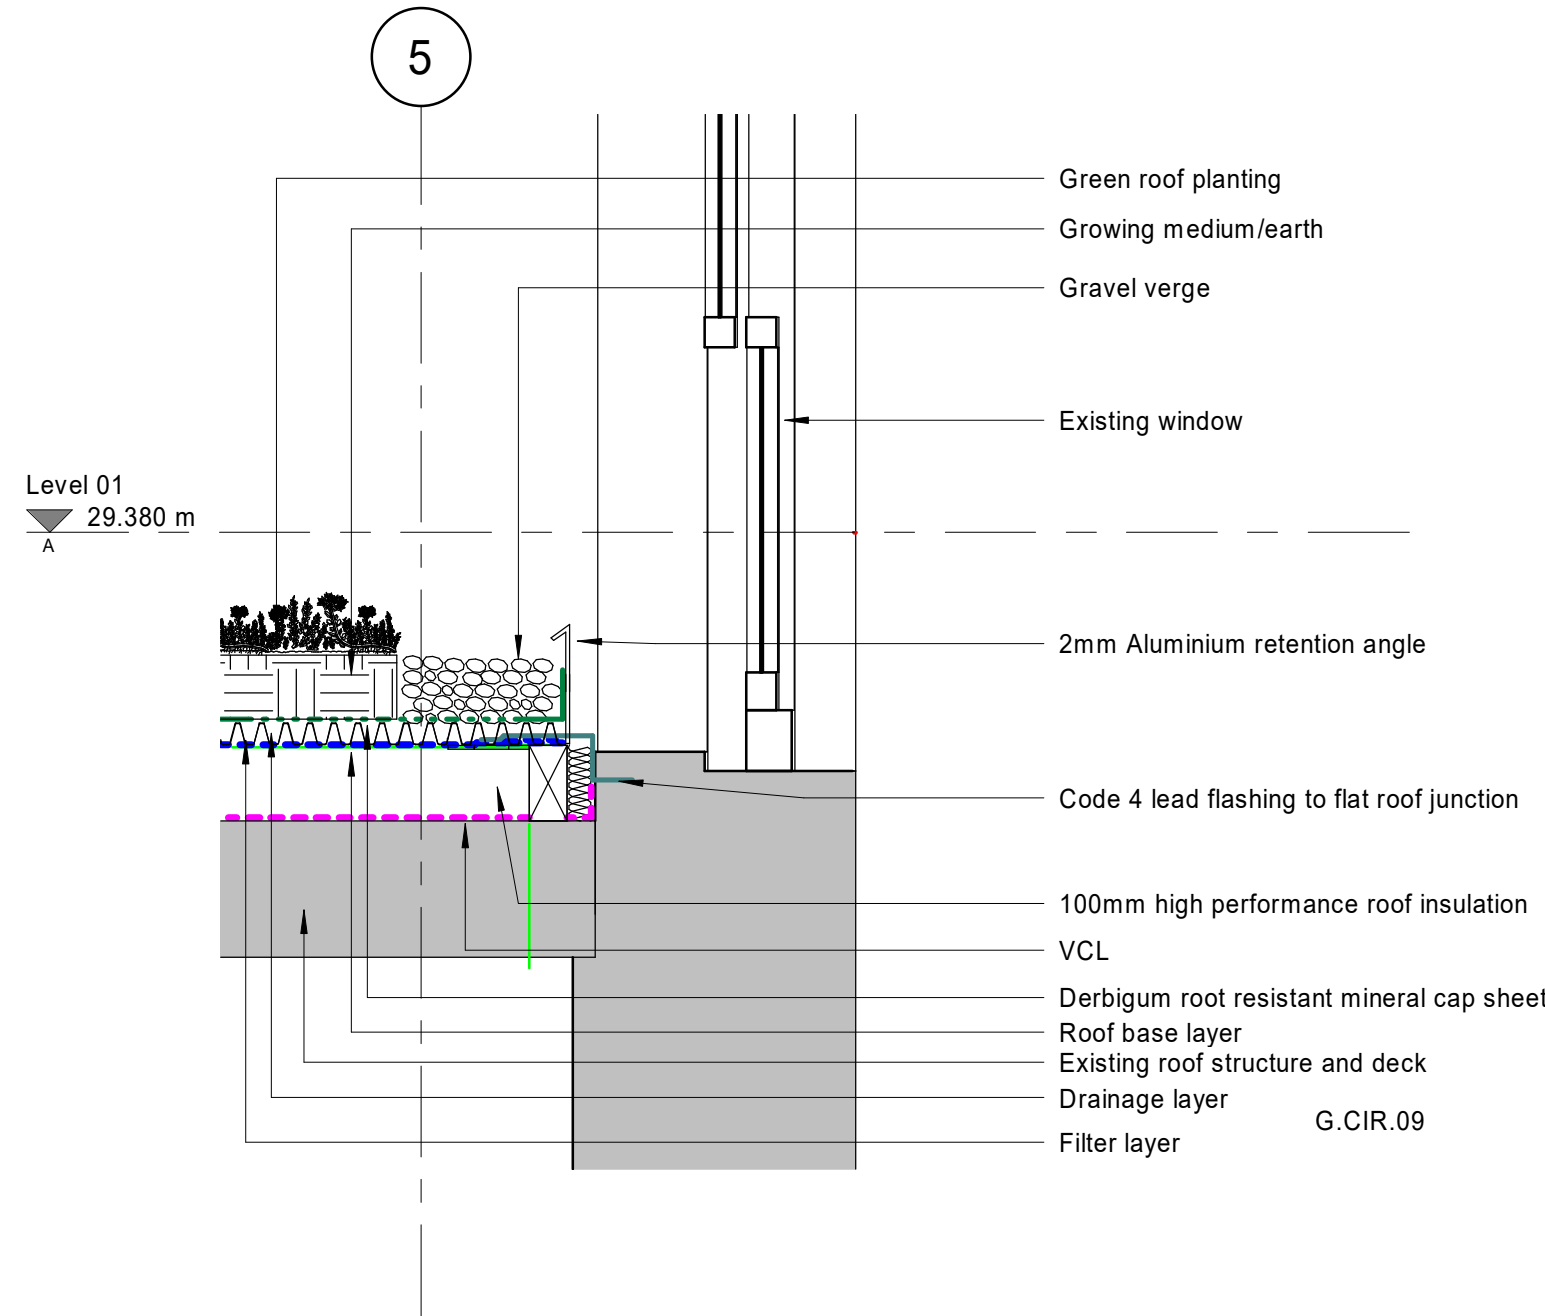 5
Green roof planting
Growing medium/earth
Gravel verge
Existing window
Level 01
29.380 m
A
2mm Aluminium retention angle
Code 4 lead flashing to flat roof junction
100mm high performance roof insulation
VCL
Derbigum root resistant mineral cap sheet
Roof base layer
Existing roof structure and deck
Drainage layer
G.CIR.09
Filter layer